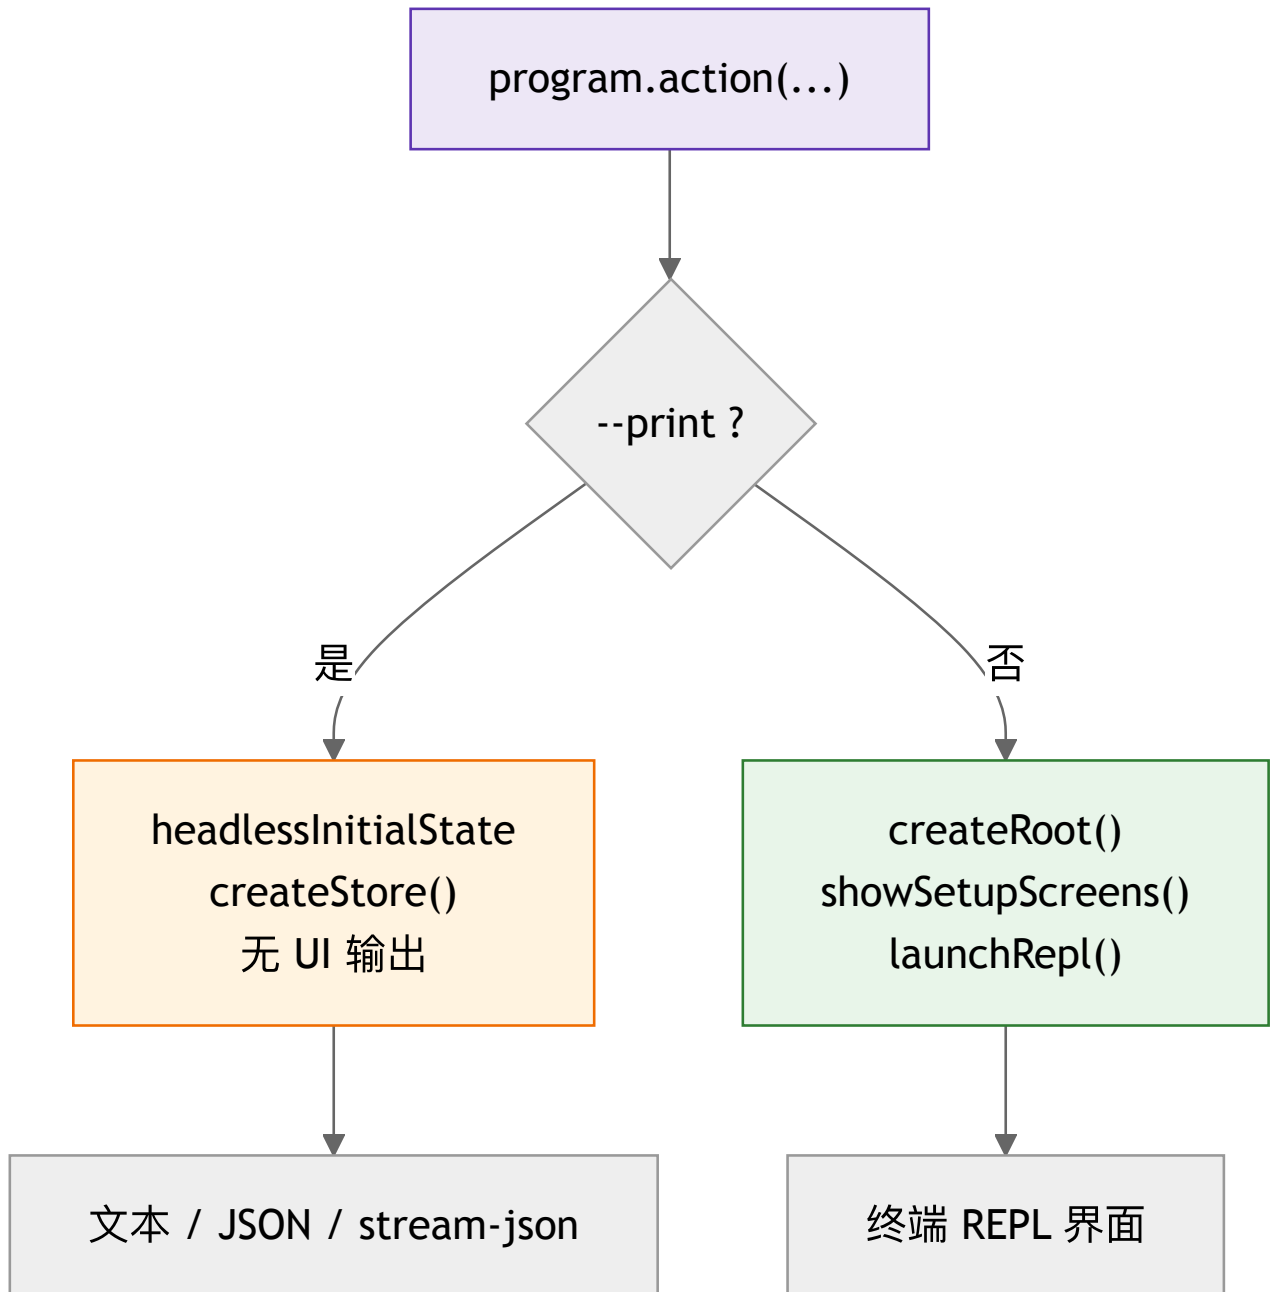 program.action(...)
--print ?
是
否
headlessInitialState
createStore()
无 UI 输出
createRoot()
showSetupScreens()
launchRepl()
文本 / JSON / stream-json
终端 REPL 界面